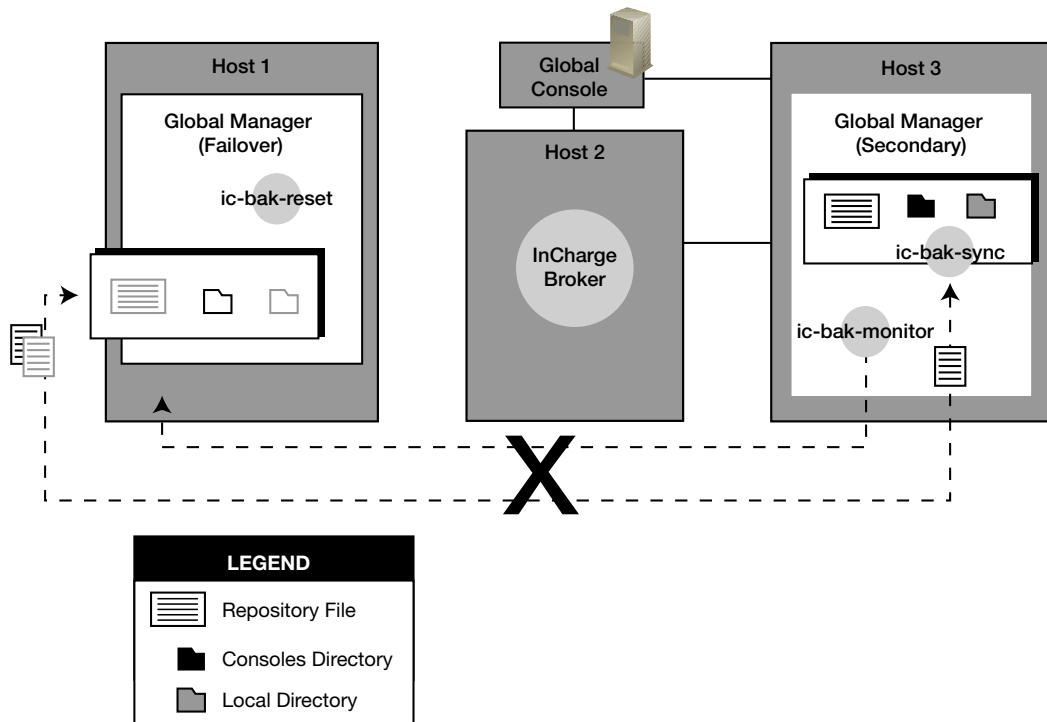 Host 1
Global Manager
(Failover)
ic-bak-reset
Global
Console
Host 2
InCharge
Broker
Host 3
Global Manager
(Secondary)
ic-bak-sync
ic-bak-monitor
X
LEGEND
Repository File
Consoles Directory
Local Directory